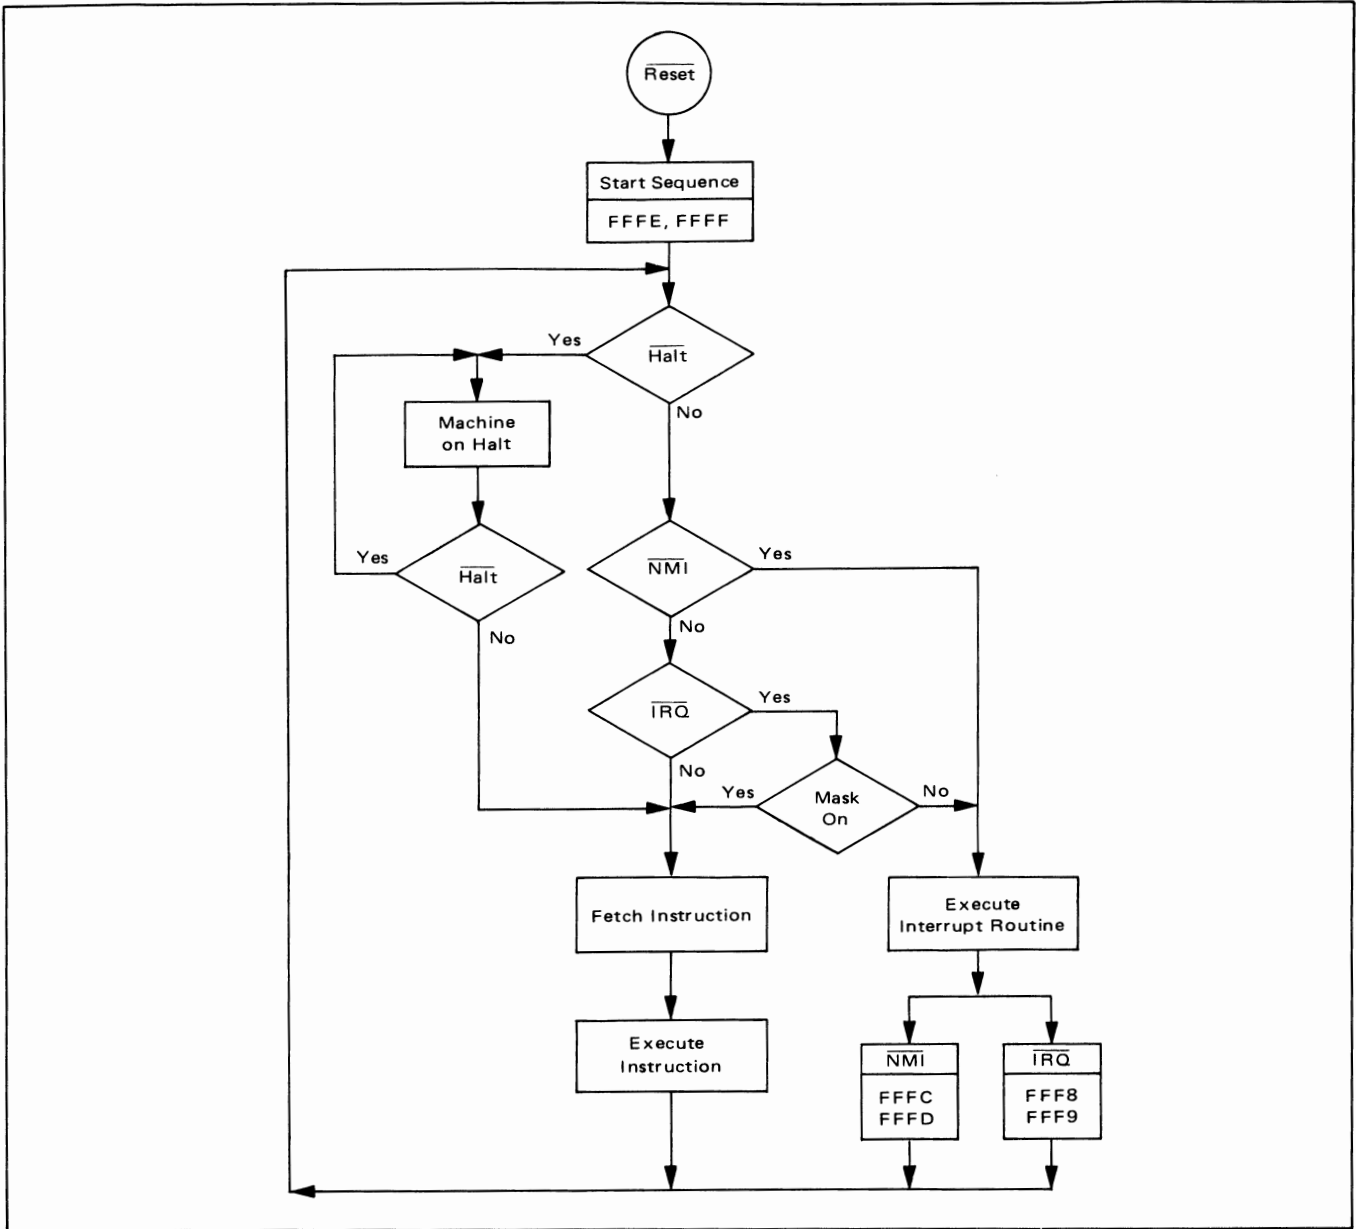 Reset
Start Sequence
FFFE, FFFF
Halt
Yes
No
Machine
on Halt
Halt
Yes
No
NMI
Yes
No
IRQ
Yes
No
Mask
On
Yes
No
Fetch Instruction
Execute
Interrupt Routine
Execute
Instruction
NMI
FFFC
FFFD
IRQ
FFF8
FFF9